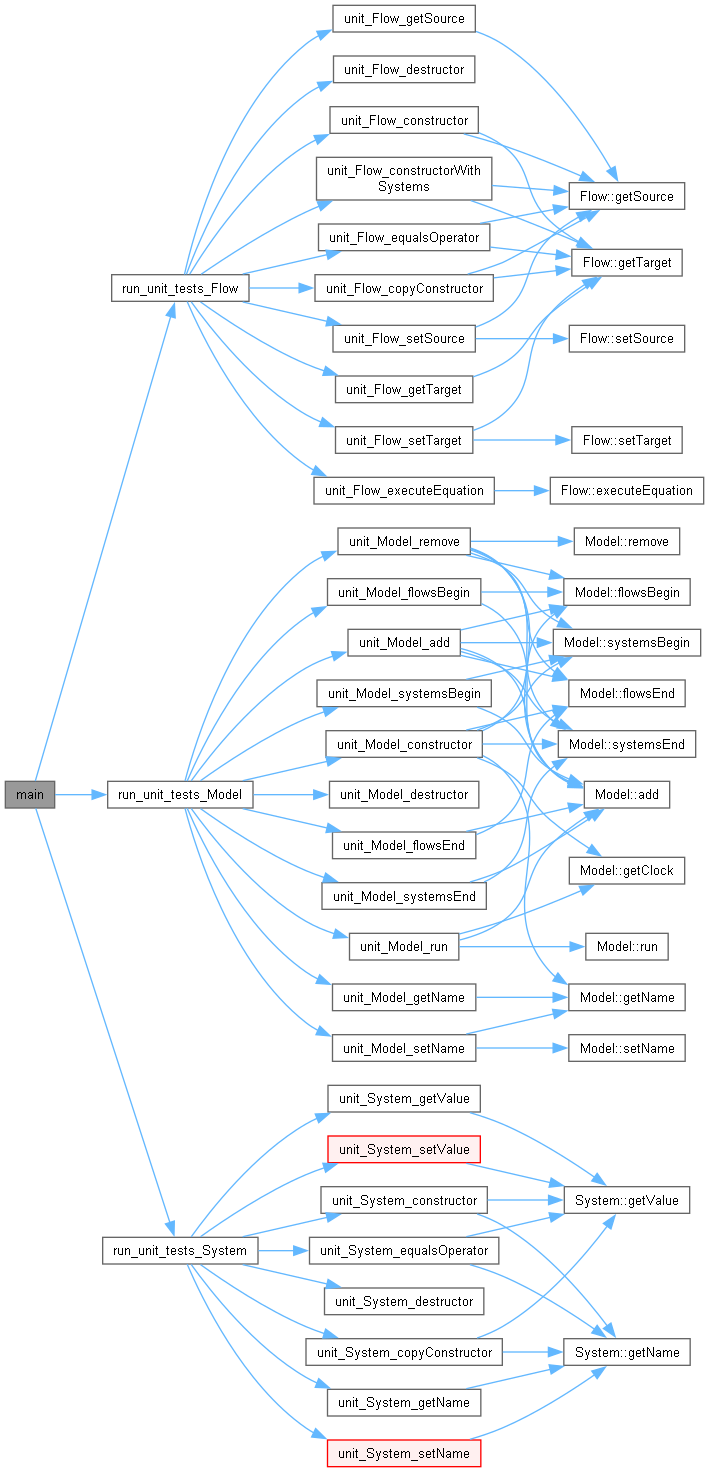 unit_Flow_getSource
unit_Flow_destructor
unit_Flow_constructor
unit_Flow_constructorWith
Systems
Flow::getSource
unit_Flow_equalsOperator
Flow::getTarget
run_unit_tests_Flow
unit_Flow_copyConstructor
unit_Flow_setSource
Flow::setSource
unit_Flow_getTarget
unit_Flow_setTarget
Flow::setTarget
unit_Flow_executeEquation
Flow::executeEquation
unit_Model_remove
Model::remove
unit_Model_flowsBegin
Model::flowsBegin
unit_Model_add
Model::systemsBegin
unit_Model_systemsBegin
Model::flowsEnd
unit_Model_constructor
Model::systemsEnd
main
run_unit_tests_Model
unit_Model_destructor
Model::add
unit_Model_flowsEnd
Model::getClock
unit_Model_systemsEnd
unit_Model_run
Model::run
unit_Model_getName
Model::getName
unit_Model_setName
Model::setName
unit_System_getValue
unit_System_setValue
unit_System_constructor
System::getValue
run_unit_tests_System
unit_System_equalsOperator
unit_System_destructor
unit_System_copyConstructor
System::getName
unit_System_getName
unit_System_setName